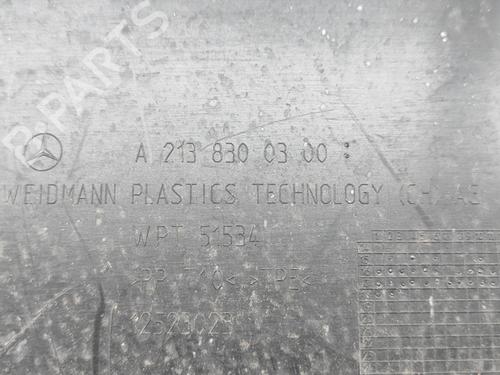 A 213 830 03 00
WEIDMANN PLASTICS TECHNOLOGY (CH) AG
WPT 51534
>PP T40< >TPE<
B-PARTS